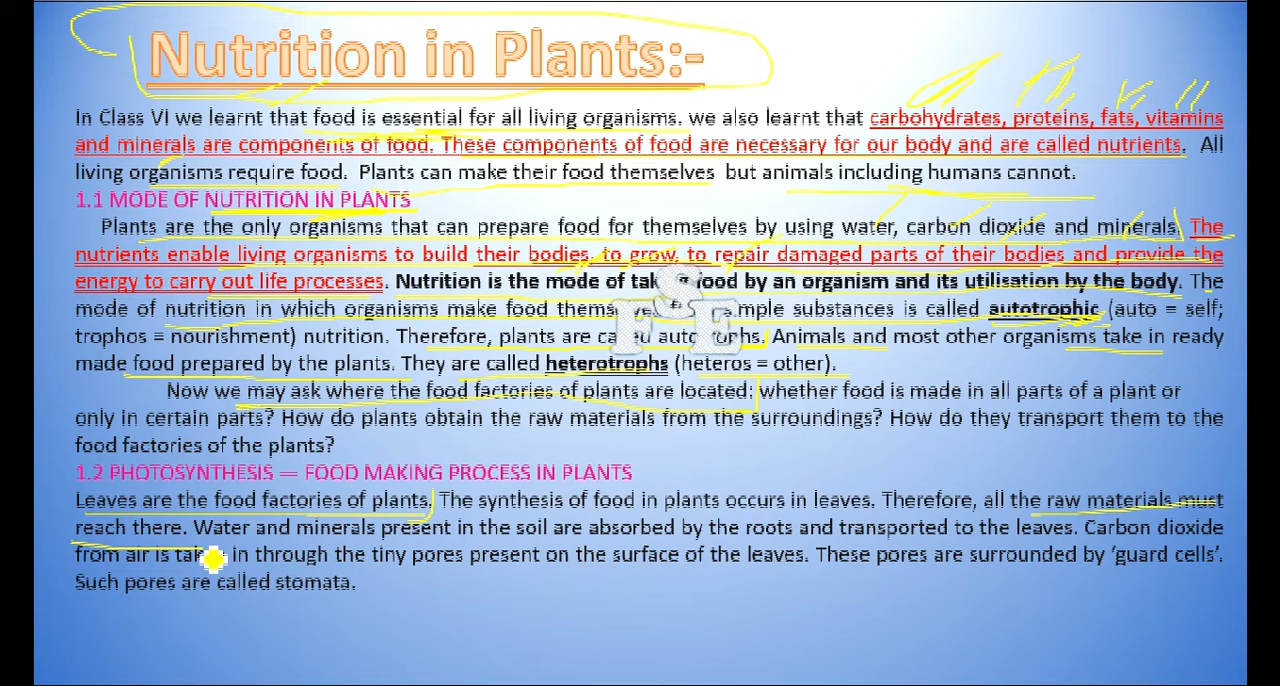 Nutrition in Plants:-
In Class VI we learnt that food is essential for all living organisms. we also learnt that carbohydrates, proteins, fats, vitamins
and minerals are components of food. These components of food are necessary for our body and are called nutrients. All
living organisms require food. Plants can make their food themselves but animals including humans cannot.
1.1 MODE OF NUTRITION IN PLANTS
Plants are the only organisms that can prepare food for themselves by using water, carbon dioxide and minerals. The
nutrients enable living organisms to build their bodies, to grow, to repair damaged parts of their bodies and provide the
energy to carry out life processes. Nutrition is the mode of food by an organism and its utilisation by the body. The
mode of nutrition in which organisms make food substances is called autotrophic (auto = self;
trophos = nourishment) nutrition. Therefore, plants are Animals and most other organisms take in ready
made food prepared by the plants. They are called heterotrophs (heteros = other).
Now we may ask where the food factories of plants are located: whether food is made in all parts of a plant or
only in certain parts? How do plants obtain the raw materials from the surroundings? How do they transport them to the
food factories of the plants?
1.2 PHOTOSYNTHESIS — FOOD MAKING PROCESS IN PLANTS
Leaves are the food factories of plants. The synthesis of food in plants occurs in leaves. Therefore, all the raw materials must
reach there. Water and minerals present in the soil are absorbed by the roots and transported to the leaves. Carbon dioxide
from air is in through the tiny pores present on the surface of the leaves. These pores are surrounded by ‘guard cells’.
Such pores are called stomata.
S
F E